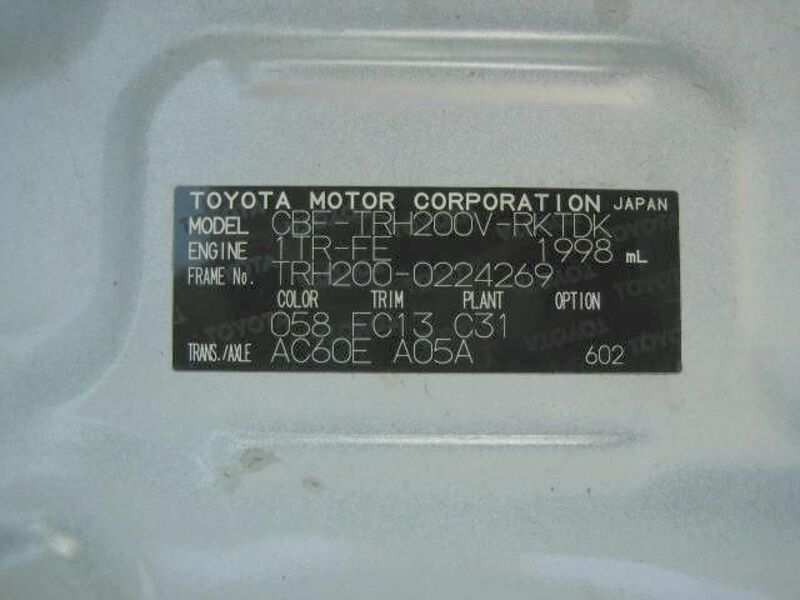 TOYOTA MOTOR CORPORATION JAPAN
MODEL CBF-TRH200V-RKTDK
ENGINE 1TR-FE 1998 mL
FRAME No. TRH200-0224269
COLOR TRIM PLANT OPTION
058 FC13 C31
TRANS./AXLE AC60E A05A 602